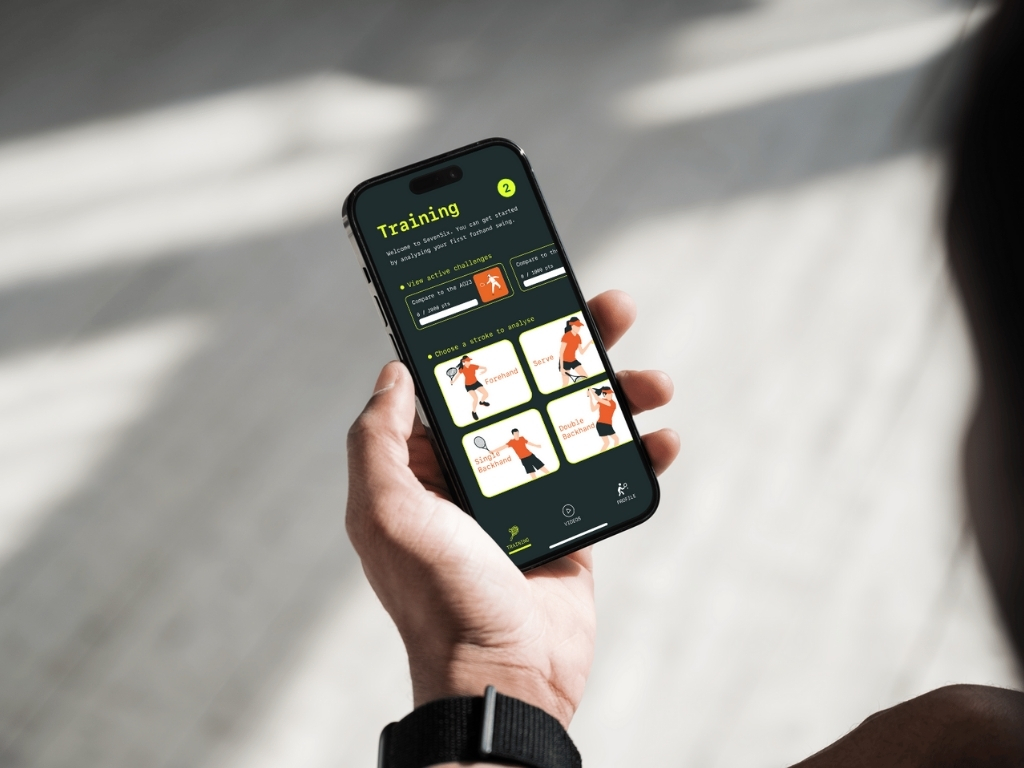 2
Training
Welcome to SevenSix. You can get started
by analysing your first forhand swing.
View active challenges
Compare to the AO23
0 / 2000 pts
Compare to th
0 / 1000 pts
Choose a stroke to analyse
Forehand
Serve
Single
Backhand
Double
Backhand
TRAINING
VIDEOS
PROFILE